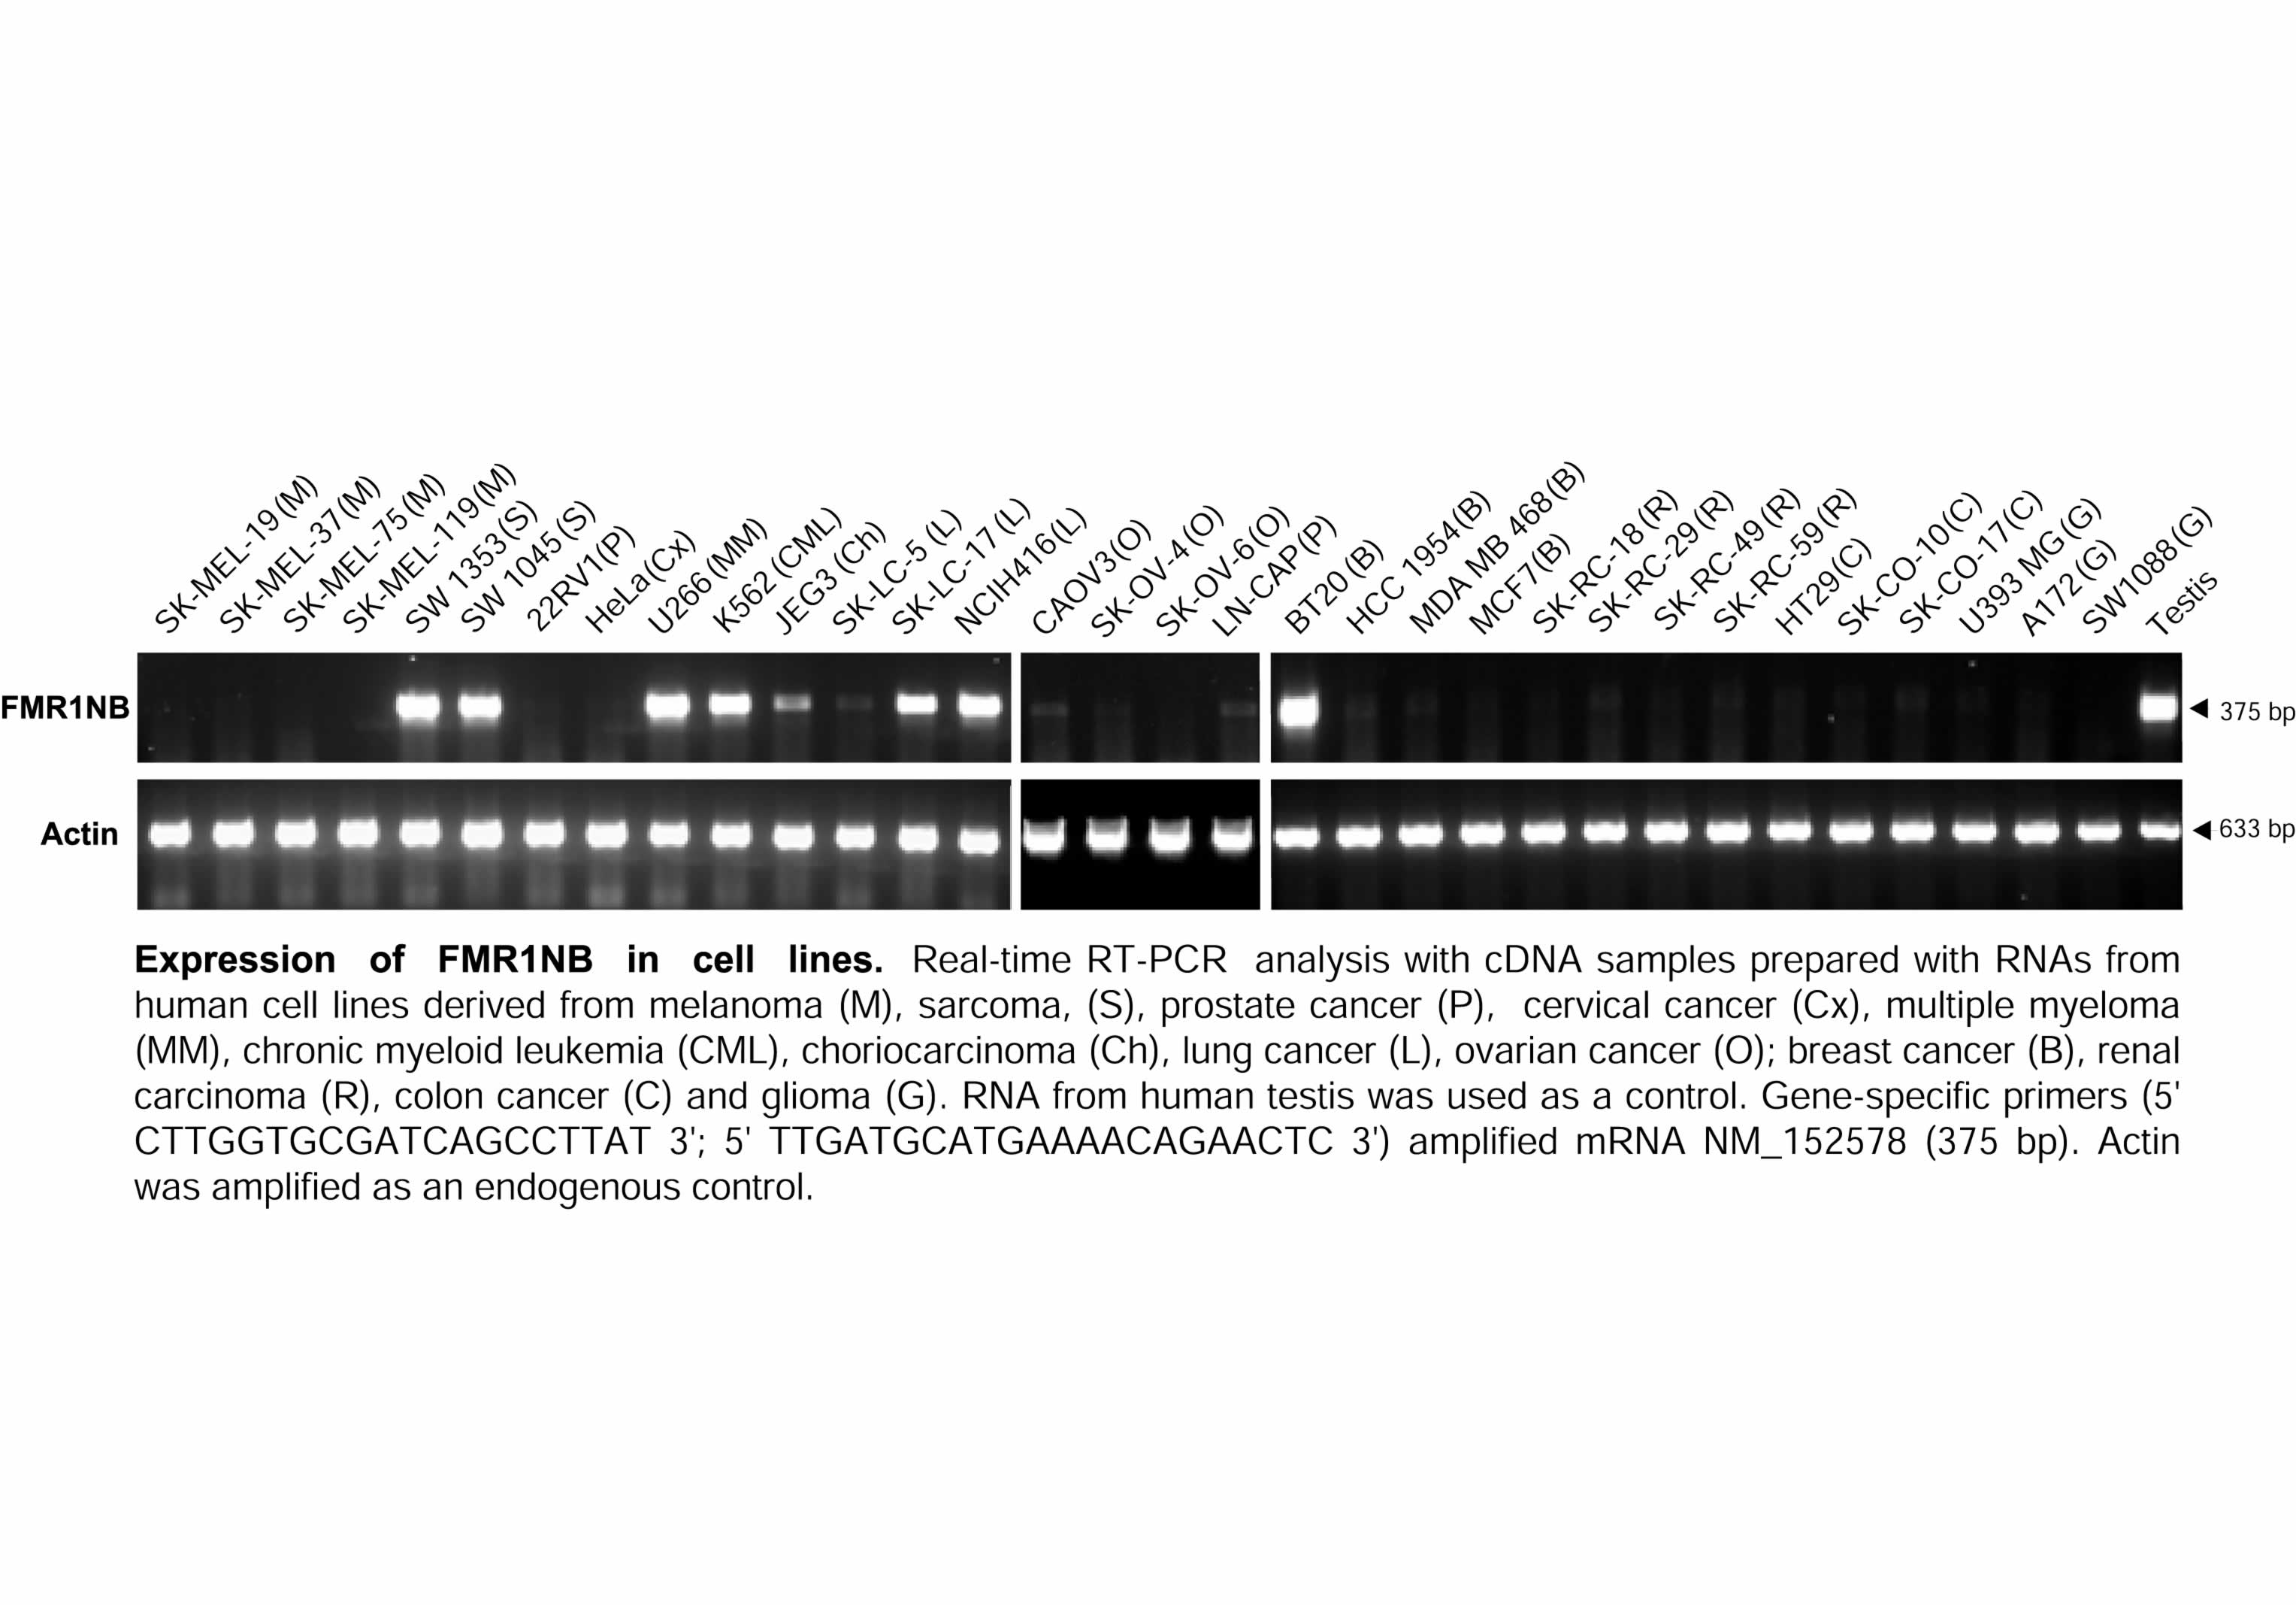 SK-MEL-19(M)
SK-MEL-37(M)
SK-MEL-75(M)
SK-MEL-119(M)
SW 1353(S)
SW 1045(S)
22RV1(P)
HeLa(Cx)
U266(MM)
K562(CML)
JEG3 (Ch)
SK-LC-5 (L)
SK-LC-17 (L)
NCIH416(L)
CAOV3(O)
SK-OV-4(O)
SK-OV-6(O)
LN-CAP(P)
BT20(B)
HCC 1954(B)
MDA MB 468(B)
MCF7(B)
SK-RC-18(R)
SK-RC-29(R)
SK-RC-49(R)
SK-RC-59(R)
HT29(C)
SK-CO-10(C)
SK-CO-17(C)
U393 MG(G)
A172(G)
SW1088(G)
Testis
FMR1NB
375 bp
Actin
633 bp
Expression of FMR1NB in cell lines. Real-time RT-PCR analysis with cDNA samples prepared with RNAs from
human cell lines derived from melanoma (M), sarcoma, (S), prostate cancer (P), cervical cancer (Cx), multiple myeloma
(MM), chronic myeloid leukemia (CML), choriocarcinoma (Ch), lung cancer (L), ovarian cancer (O); breast cancer (B), renal
carcinoma (R), colon cancer (C) and glioma (G). RNA from human testis was used as a control. Gene-specific primers (5'
CTTGGTGCGATCAGCCTTAT 3'; 5' TTGATGCATGAAAACAGAACTC 3') amplified mRNA NM_152578 (375 bp). Actin
was amplified as an endogenous control.